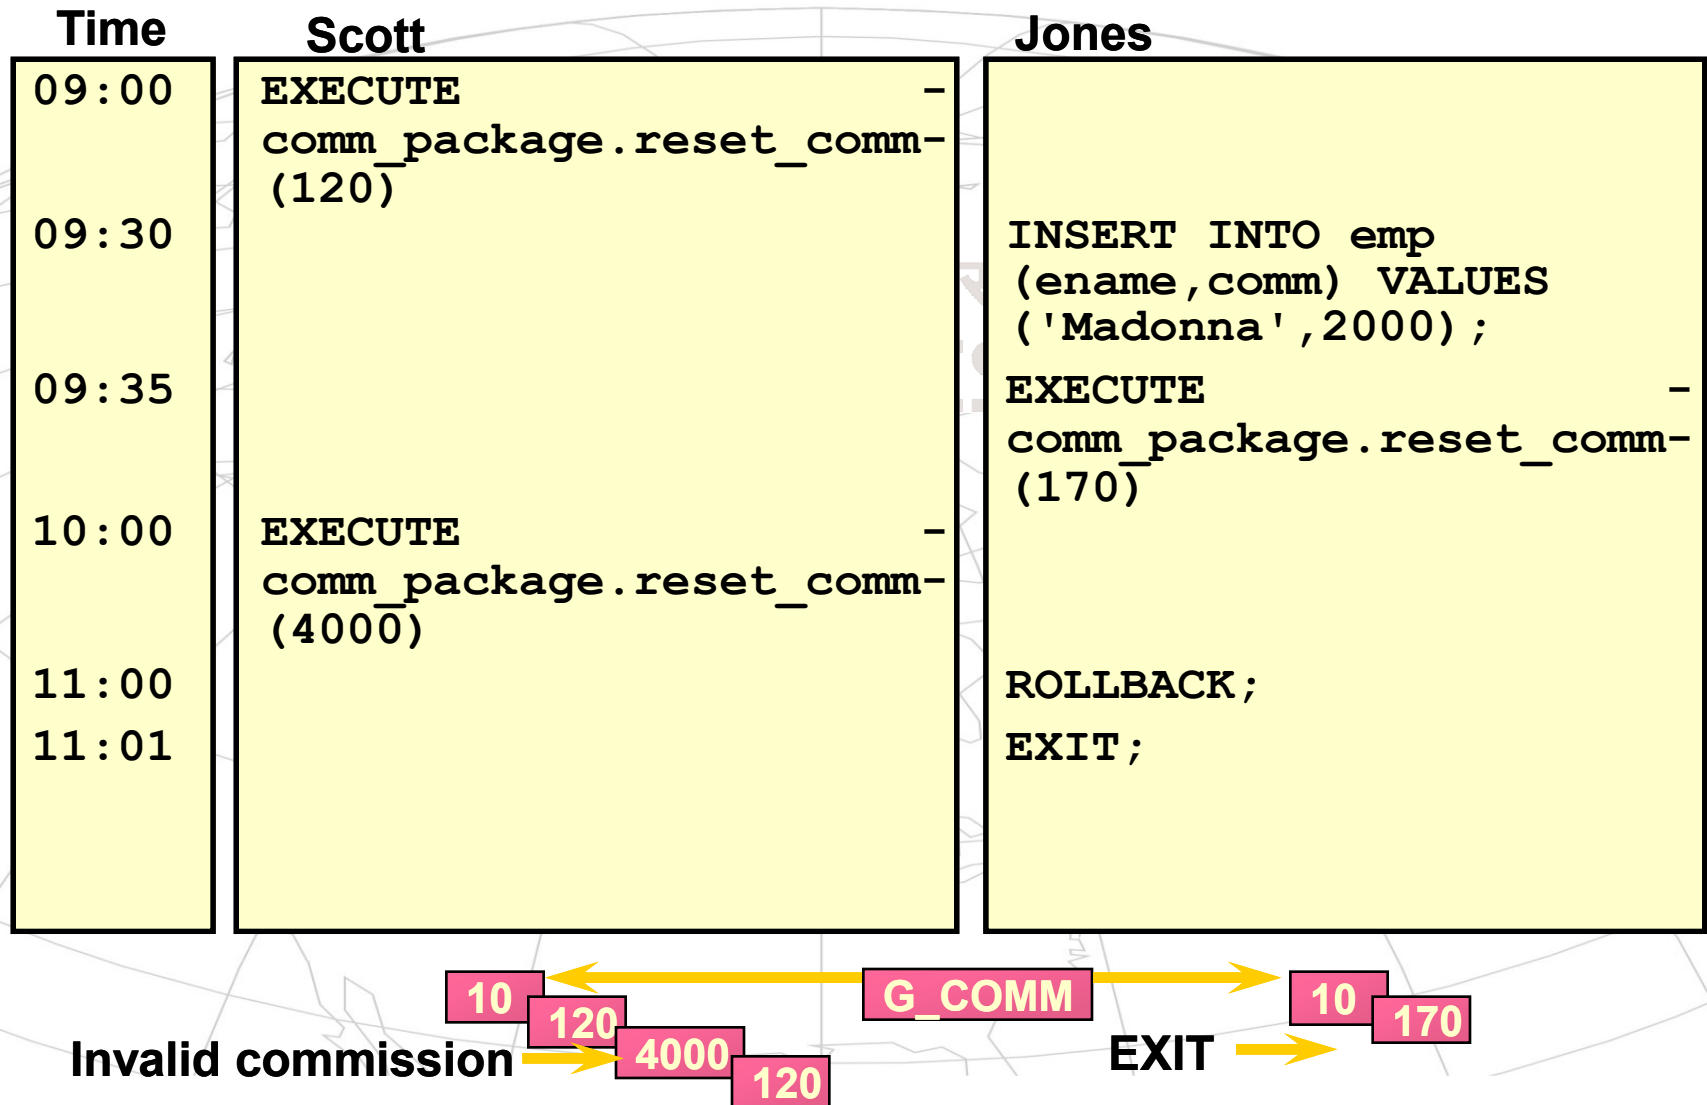 Time Scott Jones
09:00 EXECUTE -
comm_package.reset_comm-
(120)
09:30 INSERT INTO emp
(ename,comm) VALUES
('Madonna',2000);
09:35 EXECUTE -
comm_package.reset_comm-
(170)
10:00 EXECUTE -
comm_package.reset_comm-
(4000)
11:00 ROLLBACK;
11:01 EXIT;
10 G_COMM 10
120 170
Invalid commission 4000 EXIT
120